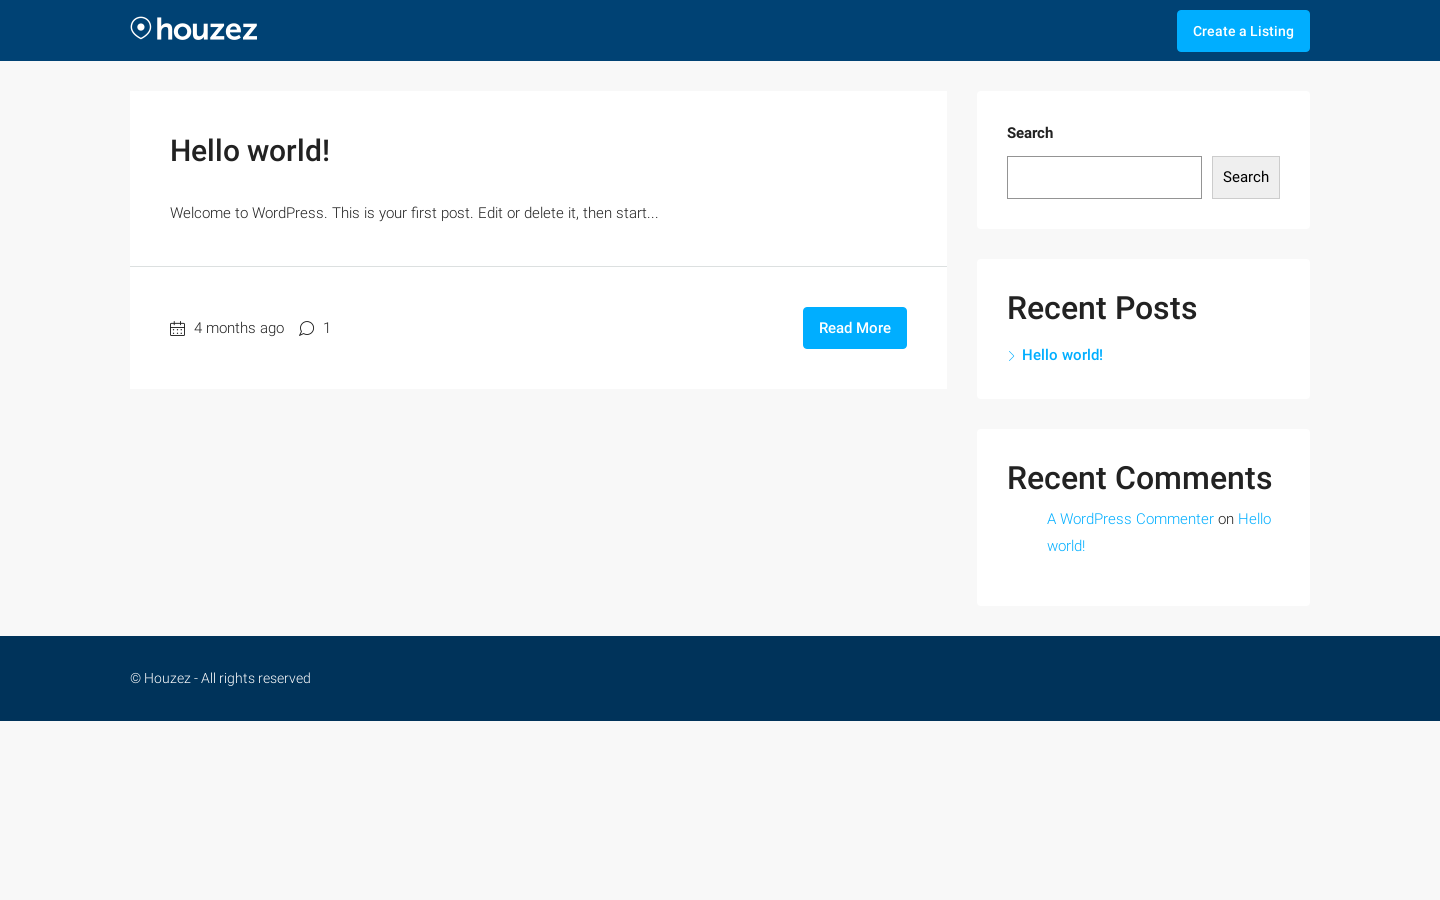 houzez
Create a Listing
Hello world!
Welcome to WordPress. This is your first post. Edit or delete it, then start...
4 months ago 1
Read More
Search
Search
Recent Posts
Hello world!
Recent Comments
A WordPress Commenter on Hello
world!
© Houzez - All rights reserved